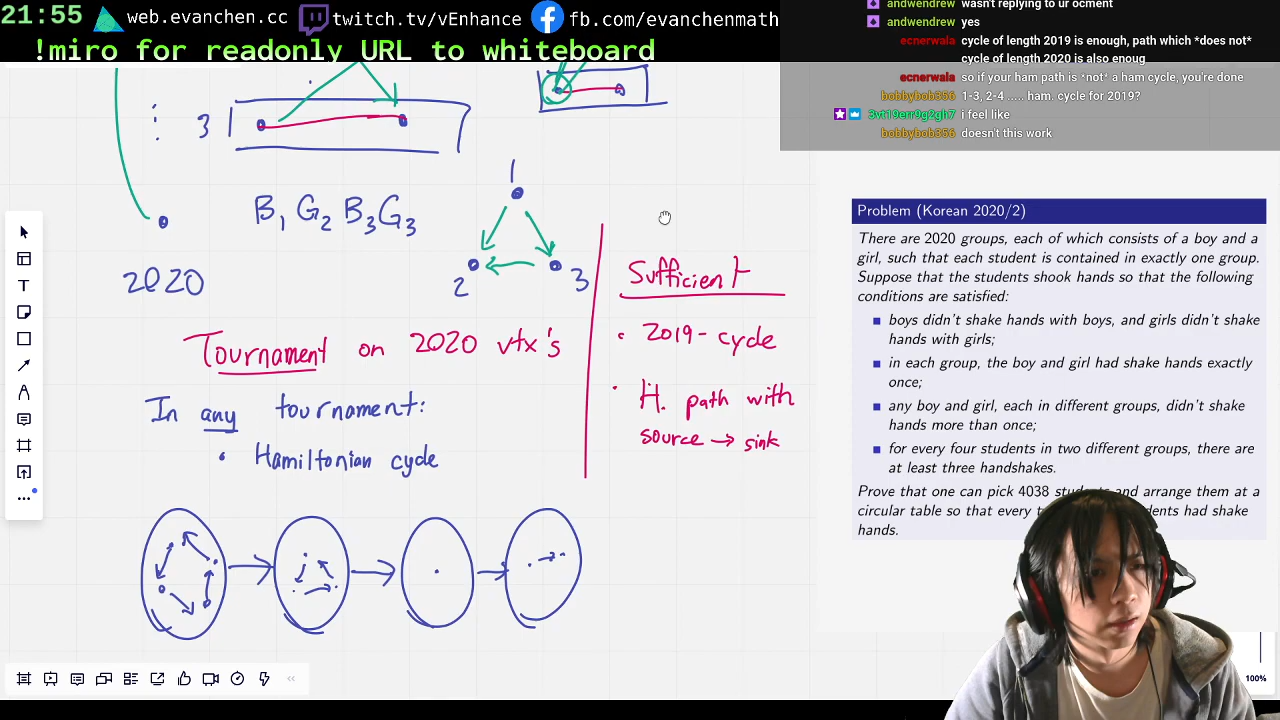 21:55 web.evanchen.cc twitch.tv/vEnhance fb.com/evanchenmath
!miro for readonly URL to whiteboard
wasn't replying to ur ocment
andwendrew yes
ecnerwala cycle of length 2019 is enough, path which *does not*
cycle of length 2020 is also enoug
ecnerwala so if your ham path is *not* a ham cycle, you're done
bobbybob356 1-3, 2-4 ..... ham. cycle for 2019?
3vt19err9g2gh7 i feel like
bobbybob356 doesn't this work
3
B1 G2 B3 G3
1
2 3
2020
Tournament on 2020 vtx's
In any tournament:
• Hamiltonian cycle
Sufficient
• 2019-cycle
• H. path with
source → sink
Problem (Korean 2020/2)
There are 2020 groups, each of which consists of a boy and a
girl, such that each student is contained in exactly one group.
Suppose that the students shook hands so that the following
conditions are satisfied:
boys didn't shake hands with boys, and girls didn't shake
hands with girls;
in each group, the boy and girl had shake hands exactly
once;
any boy and girl, each in different groups, didn't shake
hands more than once;
for every four students in two different groups, there are
at least three handshakes.
Prove that one can pick 4038 students and arrange them at a
circular table so that every t dents had shake
hands.
100%